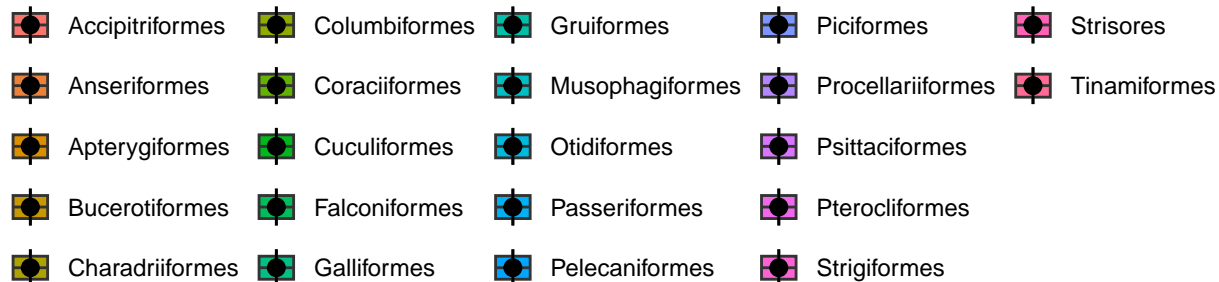 Accipitriformes Columbiformes Gruiformes Piciformes Strisores
Anseriformes Coraciiformes Musophagiformes Procellariiformes Tinamiformes
Apterygiformes Cuculiformes Otidiformes Psittaciformes
Bucerotiformes Falconiformes Passeriformes Pterocliformes
Charadriiformes Galliformes Pelecaniformes Strigiformes